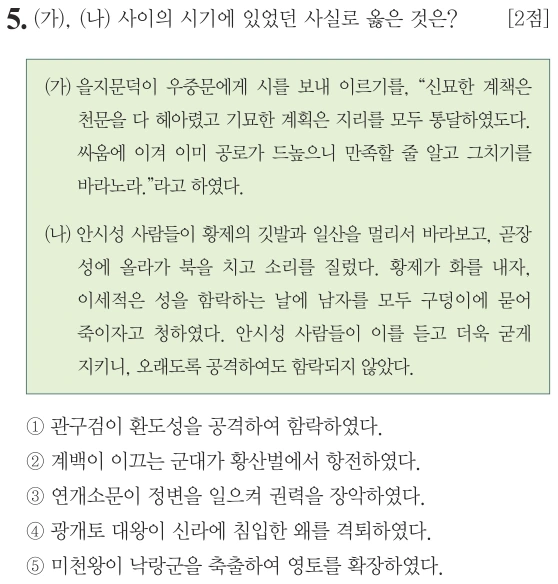 5. (가), (나) 사이의 시기에 있었던 사실로 옳은 것은? [2점]
(가) 을지문덕이 우중문에게 시를 보내 이르기를, “신묘한 계책은
천문을 다 헤아렸고 기묘한 계획은 지리를 모두 통달하였도다.
싸움에 이겨 이미 공로가 드높으니 만족할 줄 알고 그치기를
바라노라.”라고 하였다.
(나) 안시성 사람들이 황제의 깃발과 일산을 멀리서 바라보고, 곧장
성에 올라가 북을 치고 소리를 질렀다. 황제가 화를 내자,
이세적은 성을 함락하는 날에 남자를 모두 구덩이에 묻어
죽이자고 청하였다. 안시성 사람들이 이를 듣고 더욱 굳게
지키니, 오래도록 공격하여도 함락되지 않았다.
① 관구검이 환도성을 공격하여 함락하였다.
② 계백이 이끄는 군대가 황산벌에서 항전하였다.
③ 연개소문이 정변을 일으켜 권력을 장악하였다.
④ 광개토 대왕이 신라에 침입한 왜를 격퇴하였다.
⑤ 미천왕이 낙랑군을 축출하여 영토를 확장하였다.